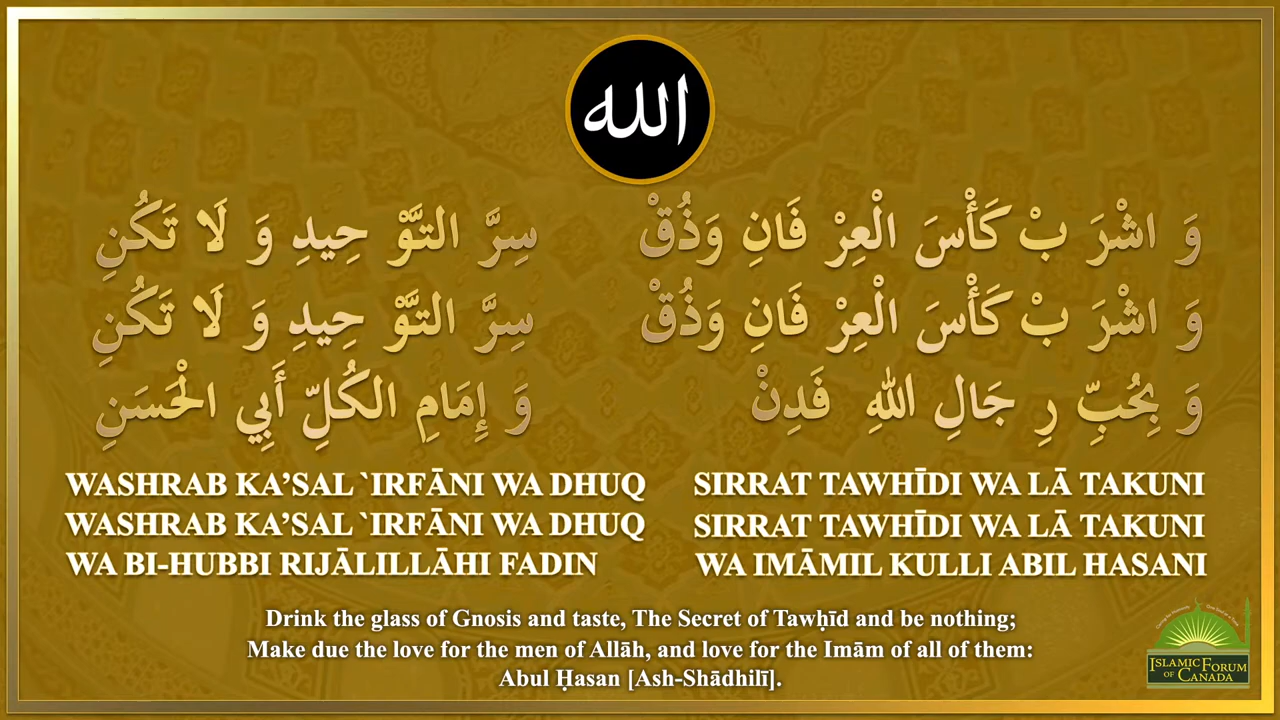 الله
وَ اشْرَ بْ كَأْسَ الْعِرْ فَانِ وَذُقْ سِرَّ التَّوْ حِيدِ وَ لَا تَكُنِ
وَ اشْرَ بْ كَأْسَ الْعِرْ فَانِ وَذُقْ سِرَّ التَّوْ حِيدِ وَ لَا تَكُنِ
وَ بِحُبِّ رِ جَالِ اللهِ فَدِنْ وَ إِمَامِ الكُلِّ أَبِي الْحَسَنِ
WASHRAB KA’SAL `IRFĀNI WA DHUQ SIRRAT TAWHĪDI WA LĀ TAKUNI
WASHRAB KA’SAL `IRFĀNI WA DHUQ SIRRAT TAWHĪDI WA LĀ TAKUNI
WA BI-HUBBI RIJĀLILLĀHI FADIN WA IMĀMIL KULLI ABIL HASANI
Drink the glass of Gnosis and taste, The Secret of Tawḥīd and be nothing;
Make due the love for the men of Allāh, and love for the Imām of all of them:
Abul Ḥasan [Ash-Shādhilī].
ISLAMIC FORUM
OF CANADA